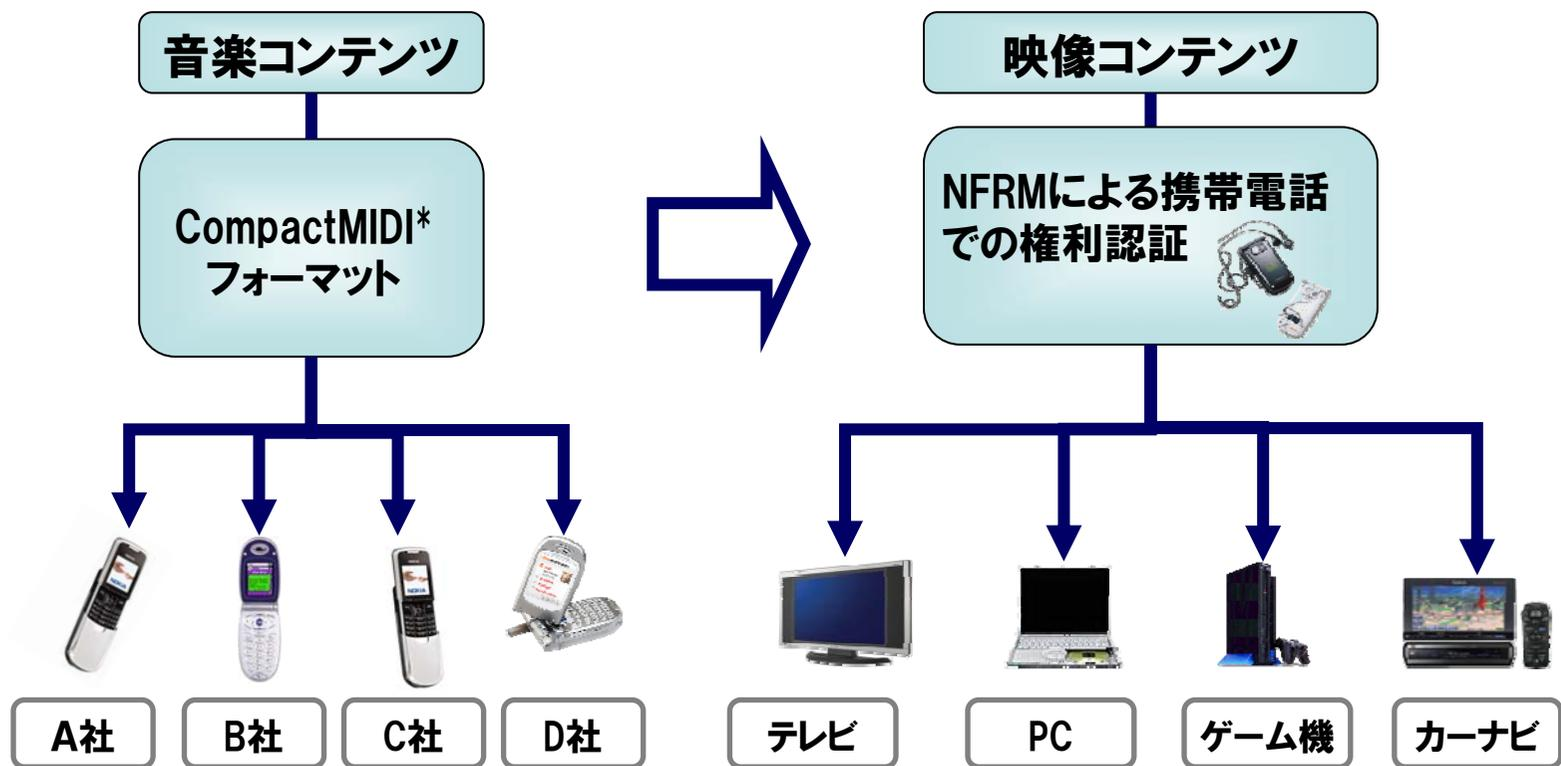 音楽コンテンツ
CompactMIDI*
フォーマット
A社
B社
C社
D社
映像コンテンツ
NFRMによる携帯電話
での権利認証
テレビ
PC
ゲーム機
カーナビ
NOKIA
NOKIA